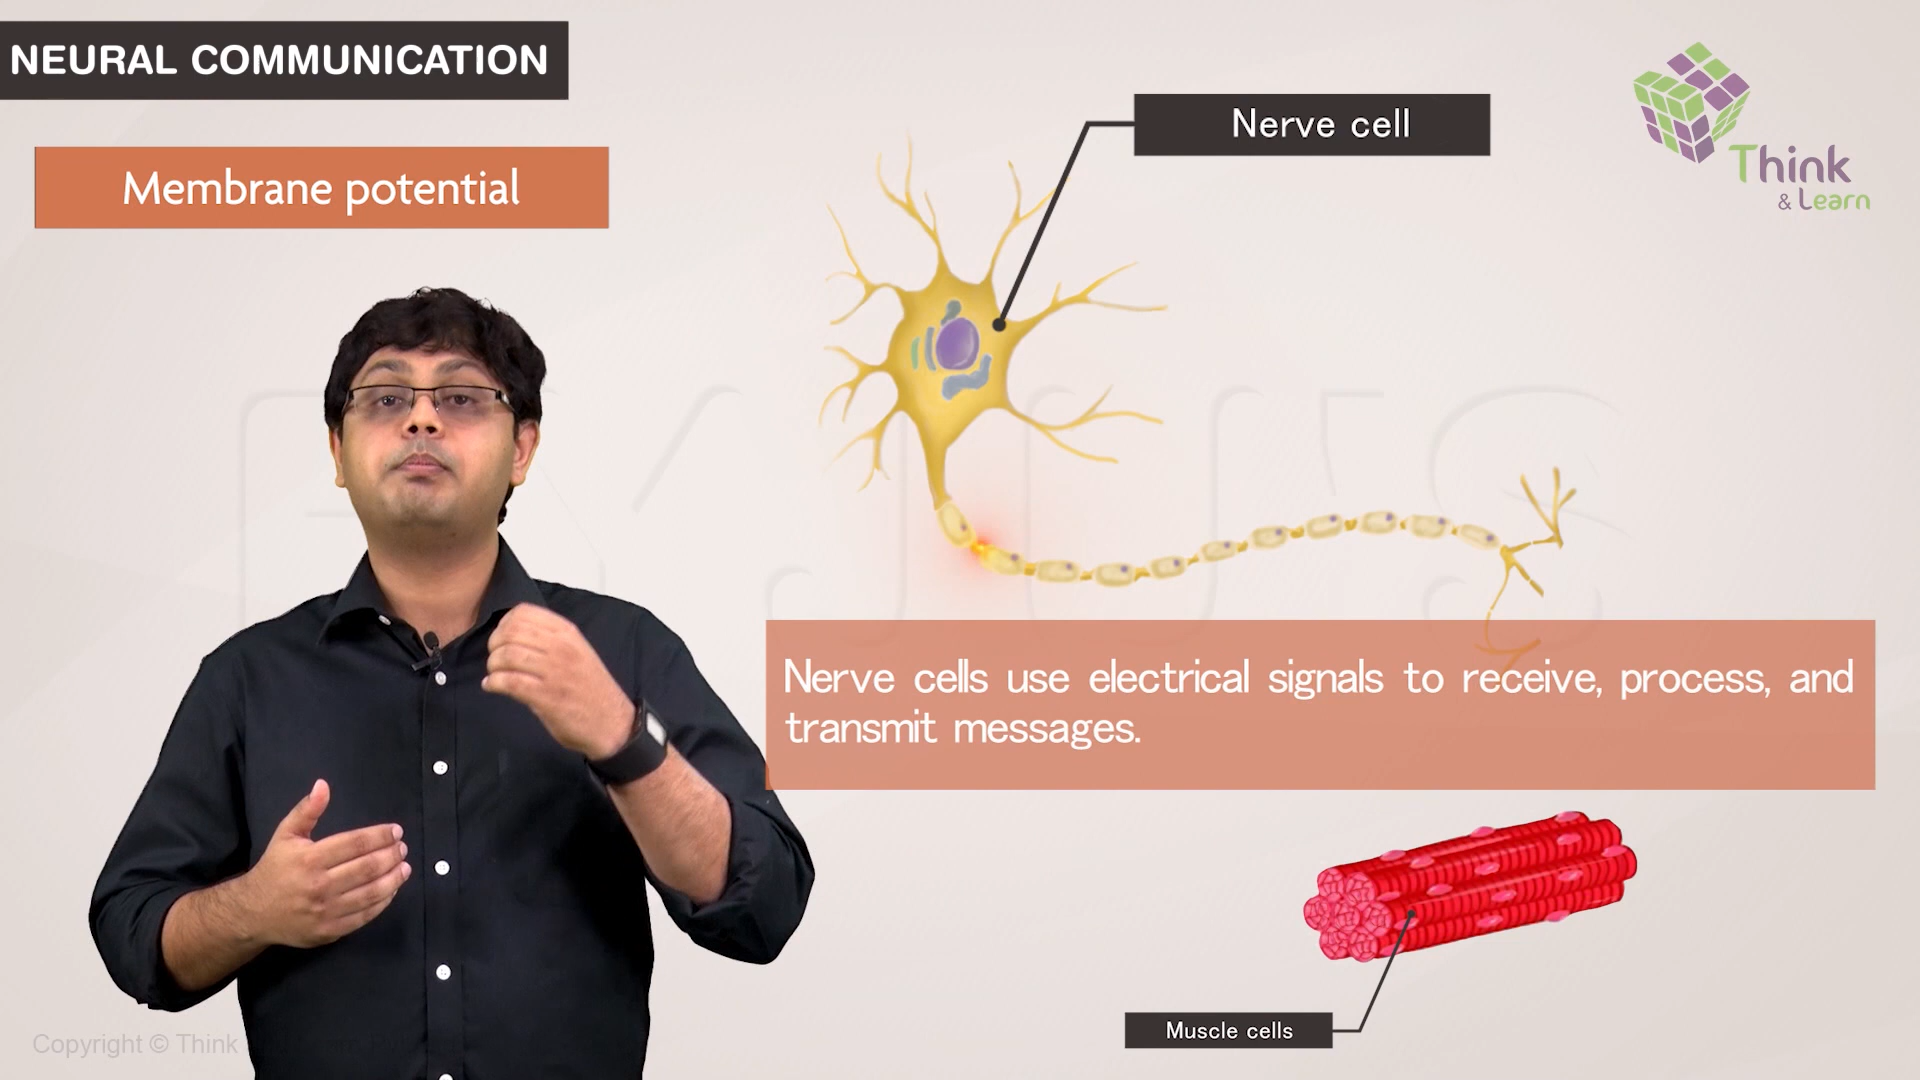 NEURAL COMMUNICATION
Membrane potential
Nerve cell
Think
& Learn
BYJU'S
Nerve cells use electrical signals to receive, process, and
transmit messages.
Muscle cells
Copyright © Think